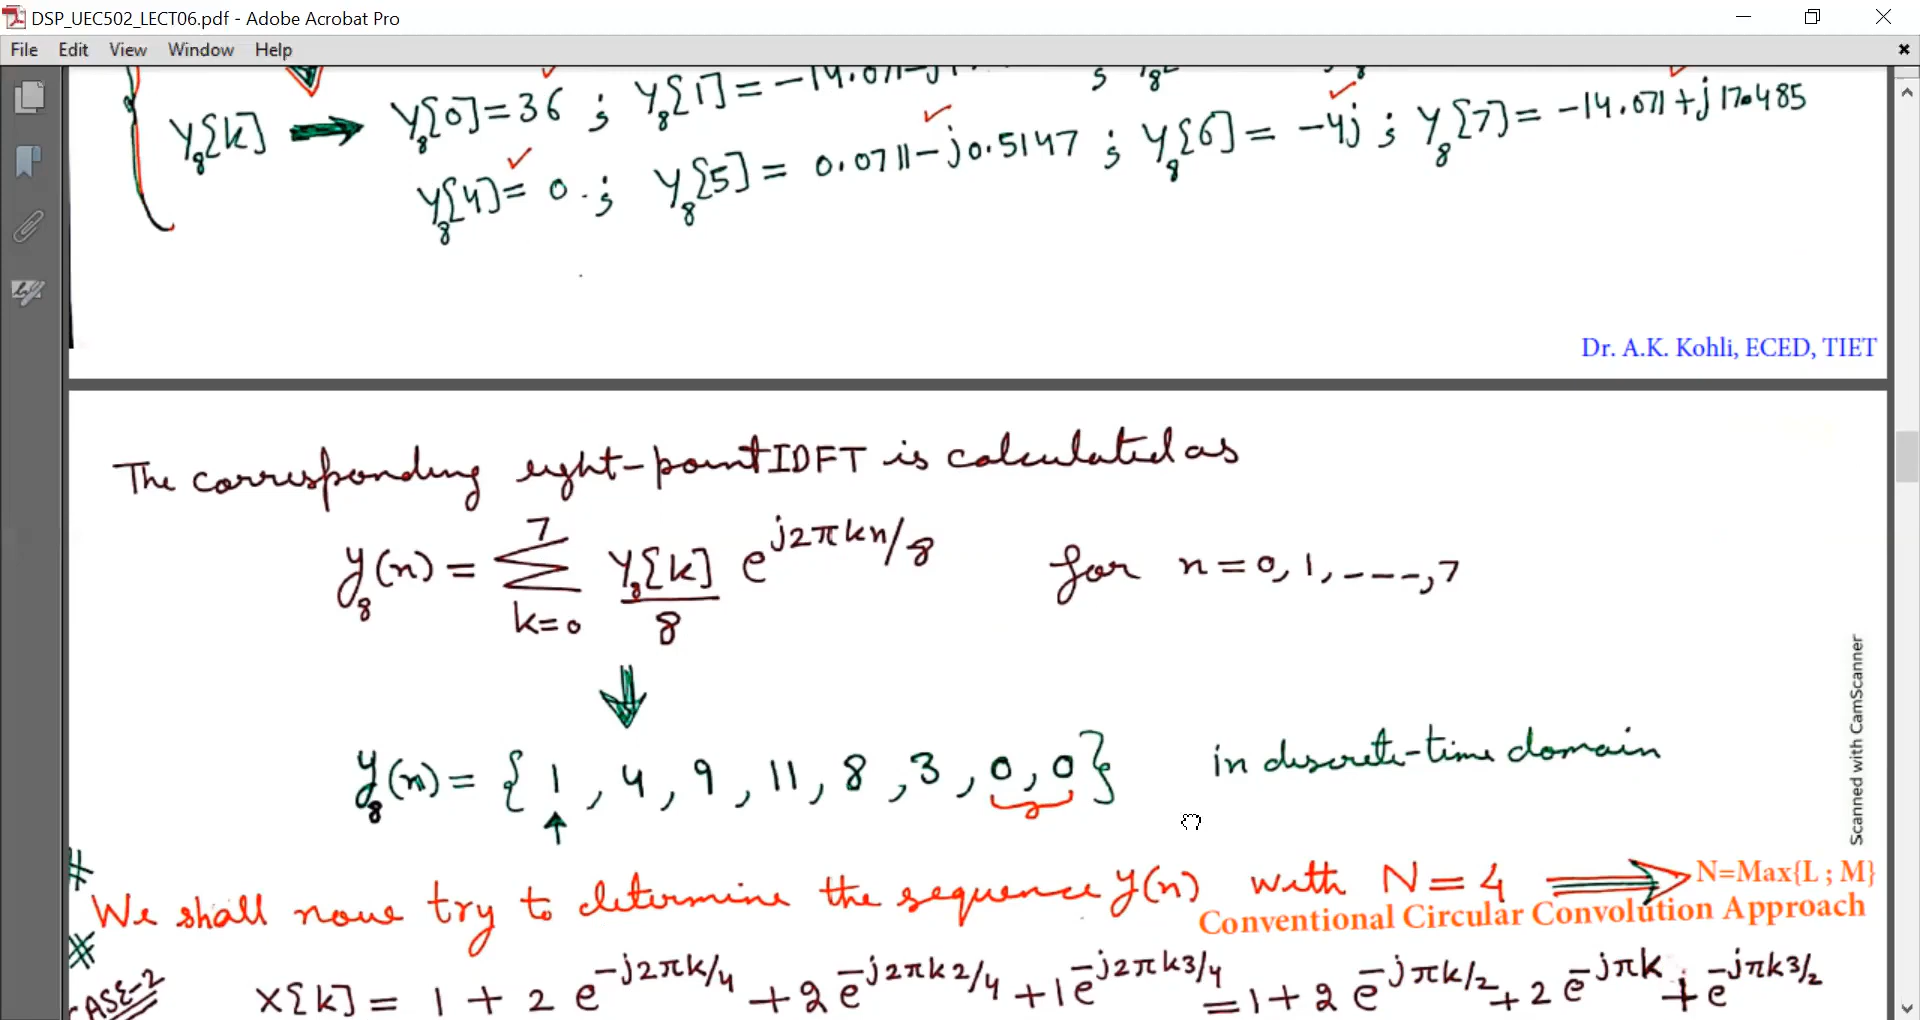 DSP_UEC502_LECT06.pdf - Adobe Acrobat Pro
File Edit View Window Help
Y₈[k] → Y₈[0]=36 ; Y₈[1]= -14.071-j
Y₈[4]= 0 . ; Y₈[5]= 0.0711-j0.5147 ; Y₈[6]= -4j ; Y₈[7]= -14.071+j17.485
Dr. A.K. Kohli, ECED, TIET
The corresponding eight-point IDFT is calculated as
y₈(n) = Σ_{k=0}^{7} Y₈[k]/8 e^{j2πkn/8} for n=0,1,----,7
y₈(n) = { 1 , 4 , 9 , 11 , 8 , 3 , 0 , 0 } in discrete-time domain
We shall now try to determine the sequence y(n) with N=4 ⟹ N=Max{L ; M}
Conventional Circular Convolution Approach
CASE-2
X[k] = 1 + 2 e^{-j2πk/4} + 2 e^{-j2πk2/4} + 1 e^{-j2πk3/4} = 1 + 2 e^{-jπk/2} + 2 e^{-jπk} + e^{-jπk3/2}
Scanned with CamScanner